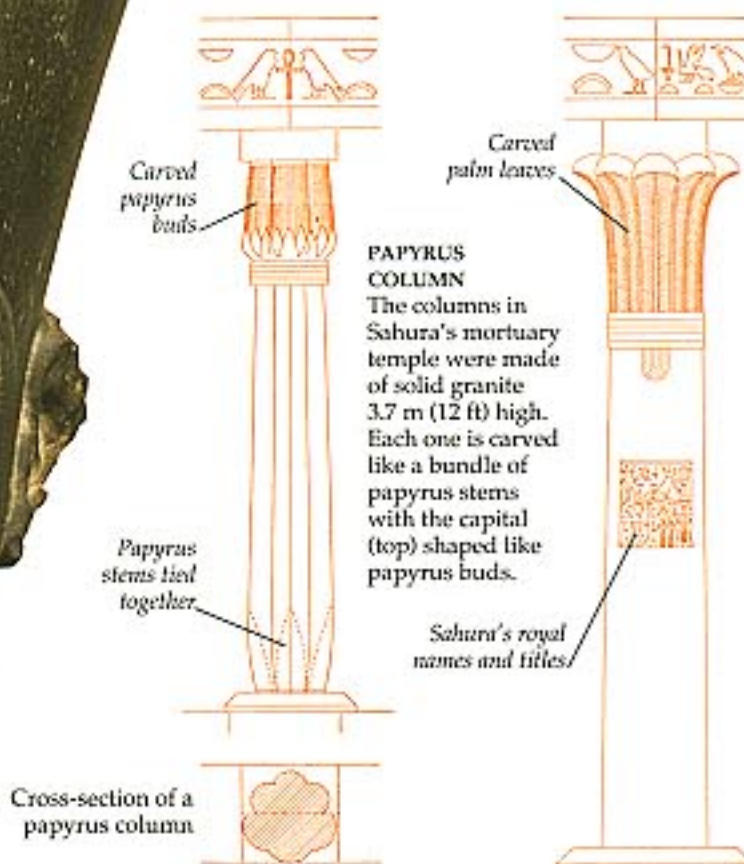 Carved
papyrus
buds
Carved
palm leaves
PAPYRUS
COLUMN
The columns in
Sahura's mortuary
temple were made
of solid granite
3.7 m (12 ft) high.
Each one is carved
like a bundle of
papyrus stems
with the capital
(top) shaped like
papyrus buds.
Papyrus
stems tied
together
Sahura's royal
names and titles
Cross-section of a
papyrus column